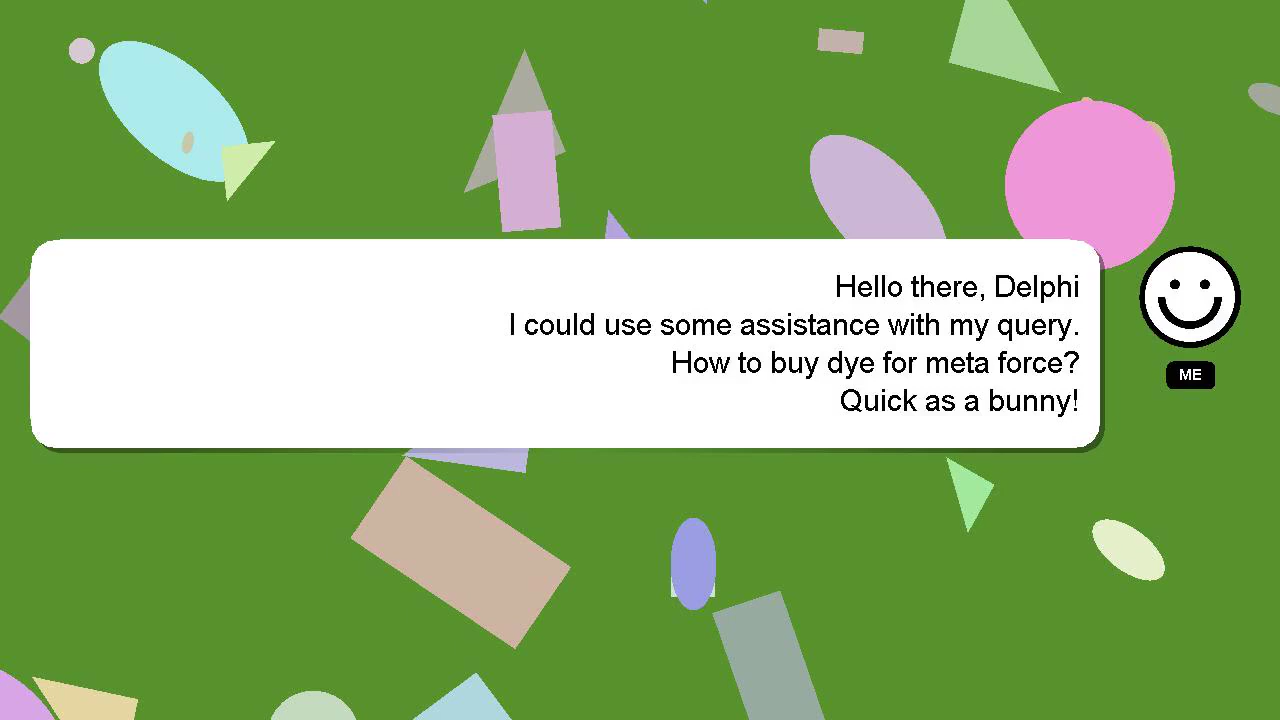 Hello there, Delphi
I could use some assistance with my query.
How to buy dye for meta force?
Quick as a bunny!
ME